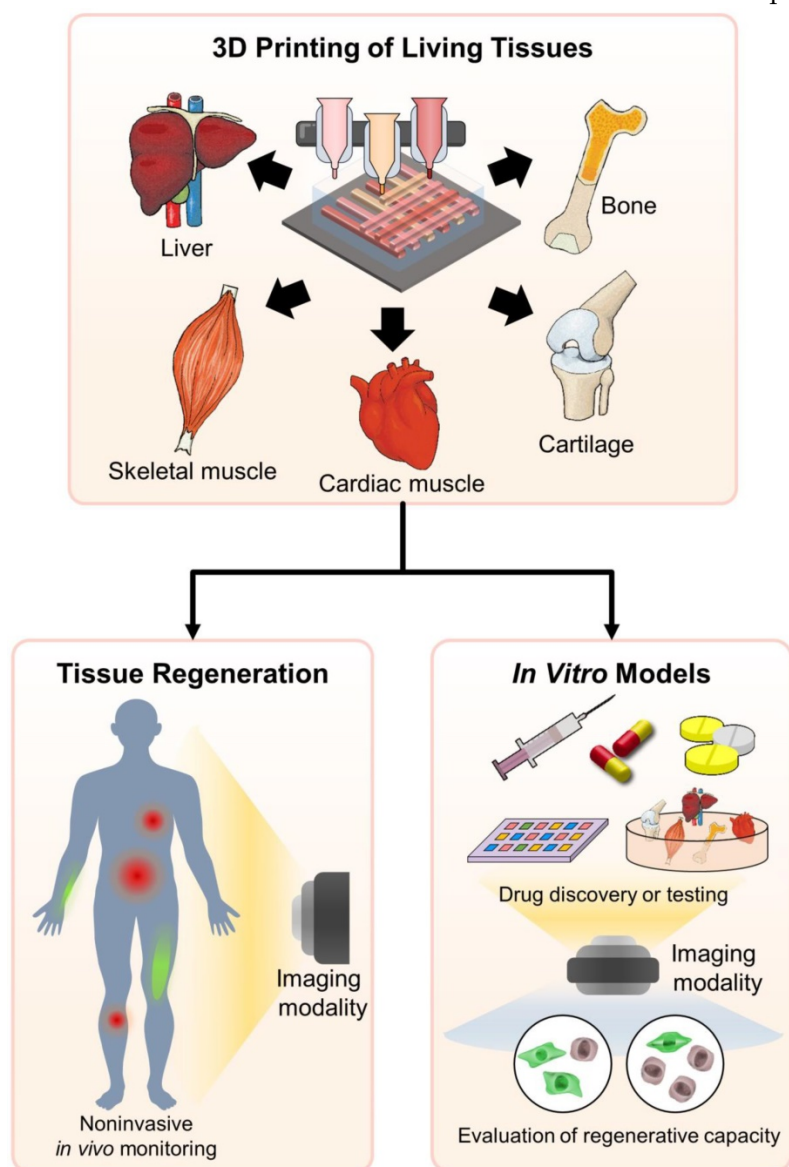 3D Printing of Living Tissues
Liver
Bone
Skeletal muscle
Cardiac muscle
Cartilage
Tissue Regeneration
Imaging
modality
Noninvasive
in vivo monitoring
In Vitro Models
Drug discovery or testing
Imaging
modality
Evaluation of regenerative capacity